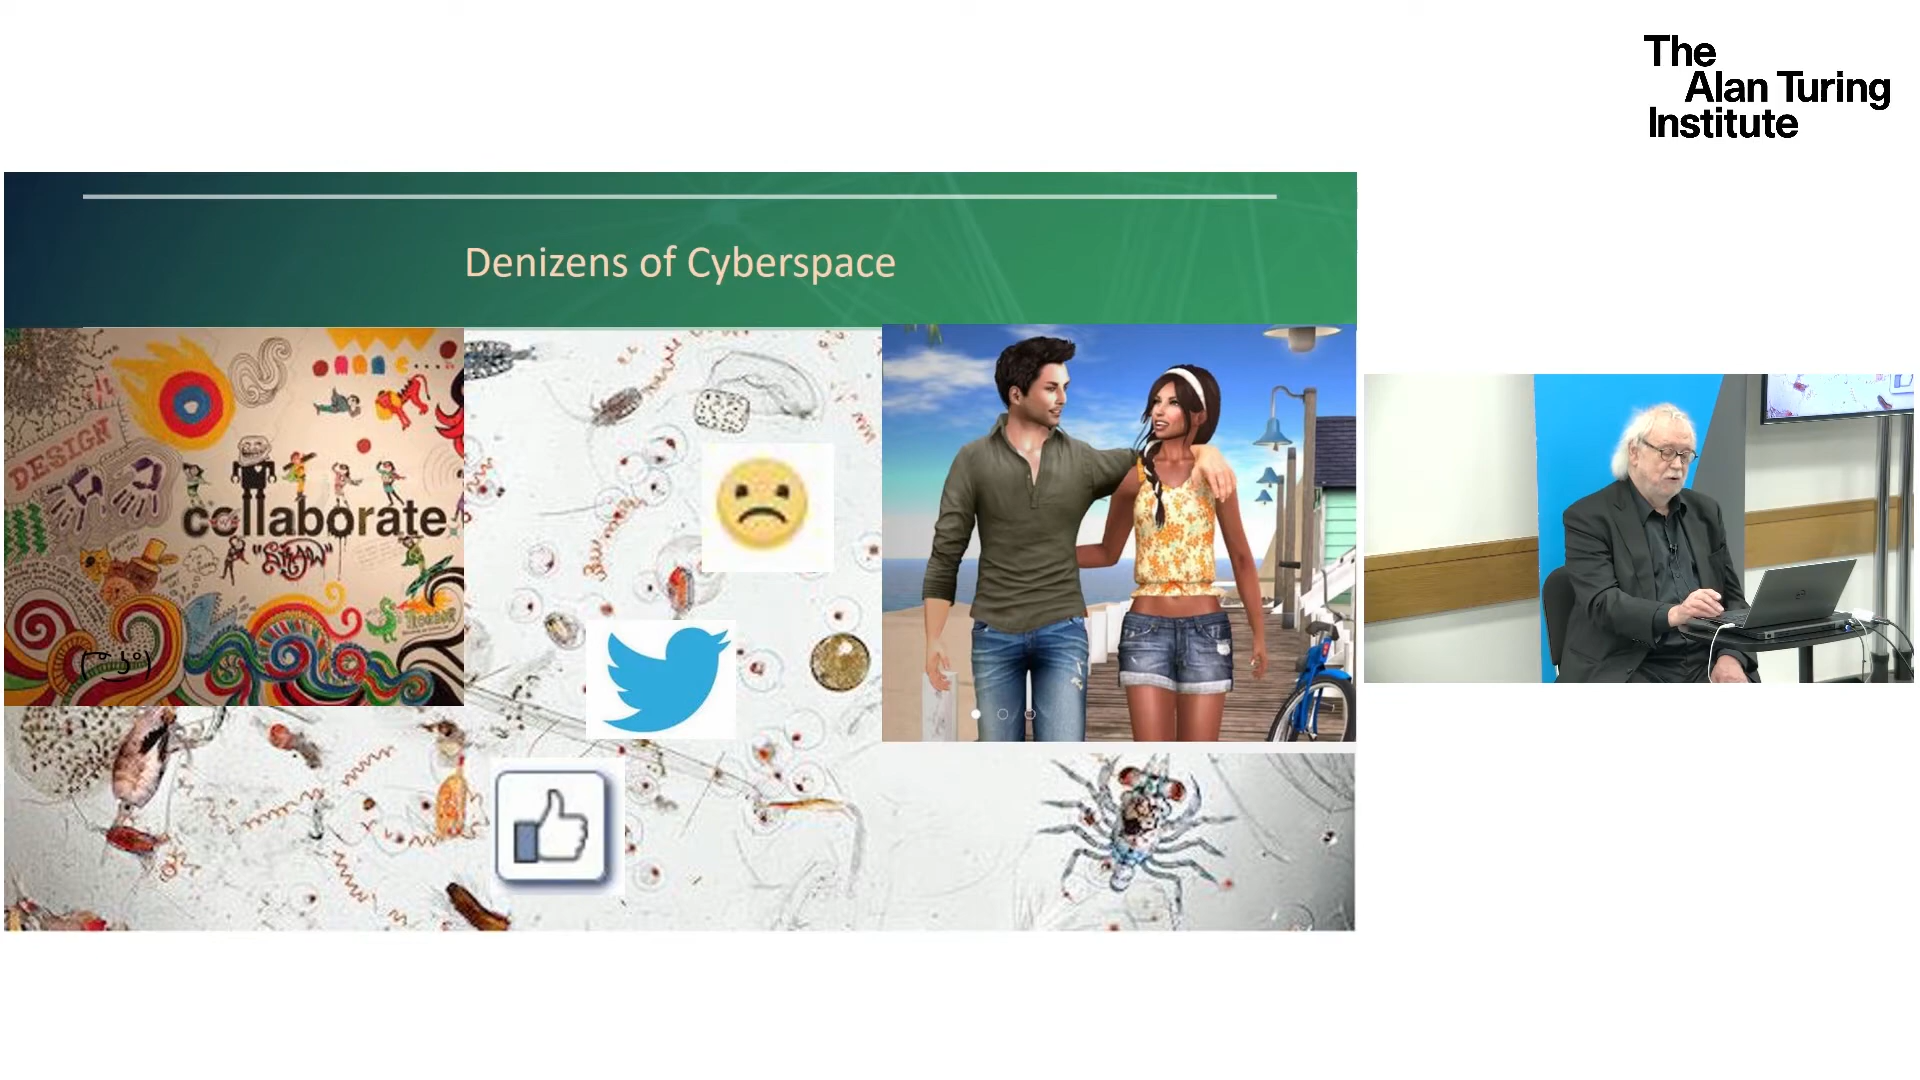 The
Alan Turing
Institute
Denizens of Cyberspace
DESIGN
collaborate